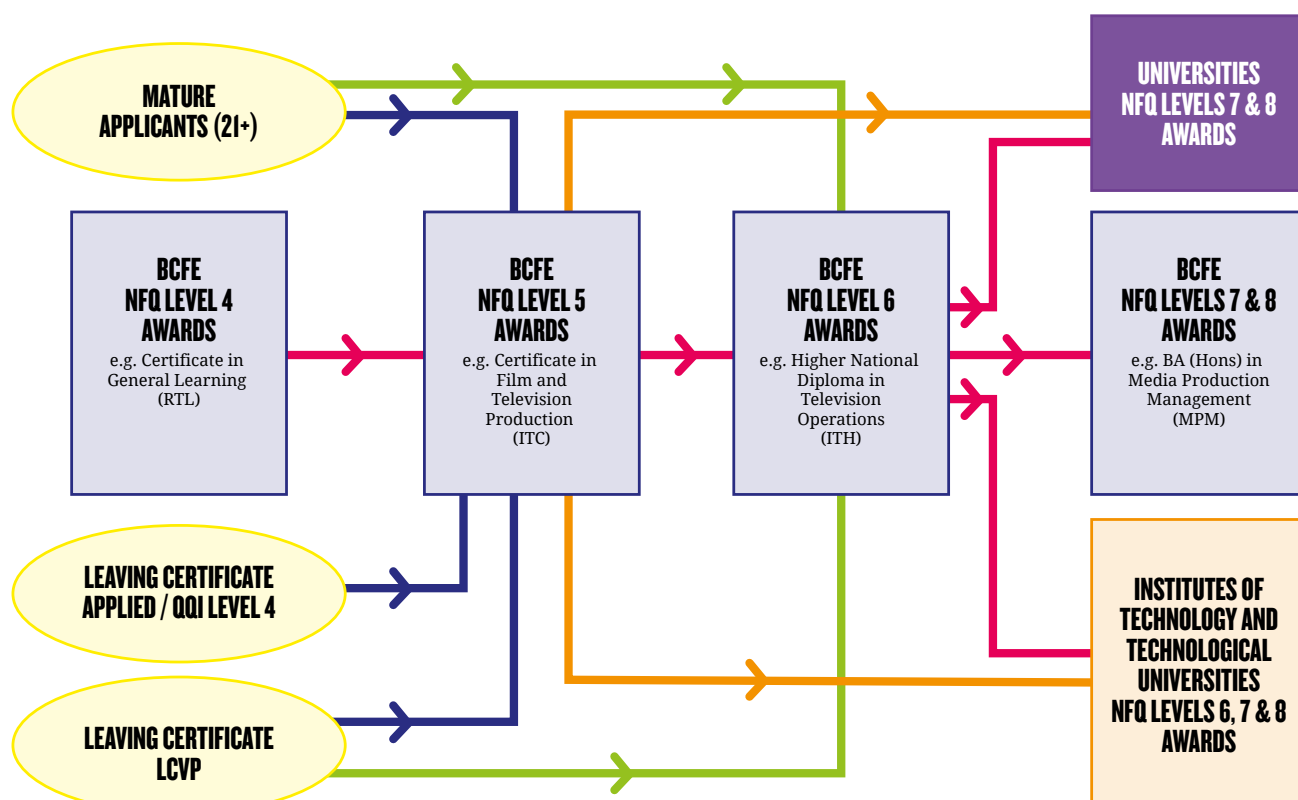 MATURE
APPLICANTS (21+)
UNIVERSITIES
NFQ LEVELS 7 & 8
AWARDS
BCFE
NFQ LEVEL 4
AWARDS
e.g. Certificate in
General Learning
(RTL)
BCFE
NFQ LEVEL 5
AWARDS
e.g. Certificate in
Film and
Television
Production
(ITC)
BCFE
NFQ LEVEL 6
AWARDS
e.g. Higher National
Diploma in
Television
Operations
(ITH)
BCFE
NFQ LEVELS 7 & 8
AWARDS
e.g. BA (Hons) in
Media Production
Management
(MPM)
LEAVING CERTIFICATE
APPLIED / QQI LEVEL 4
LEAVING CERTIFICATE
LCVP
INSTITUTES OF
TECHNOLOGY AND
TECHNOLOGICAL
UNIVERSITIES
NFQ LEVELS 6, 7 & 8
AWARDS